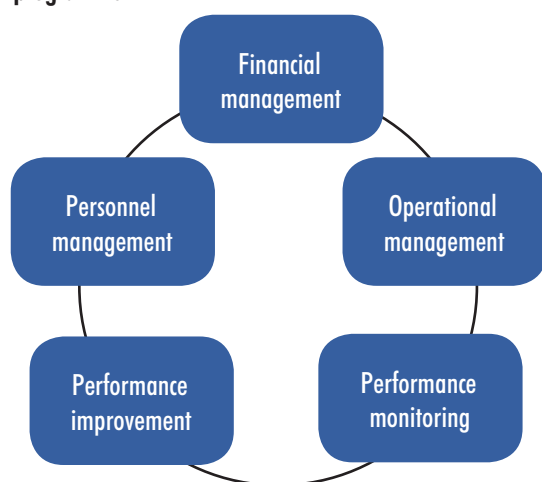 Financial
management
Personnel
management
Operational
management
Performance
improvement
Performance
monitoring